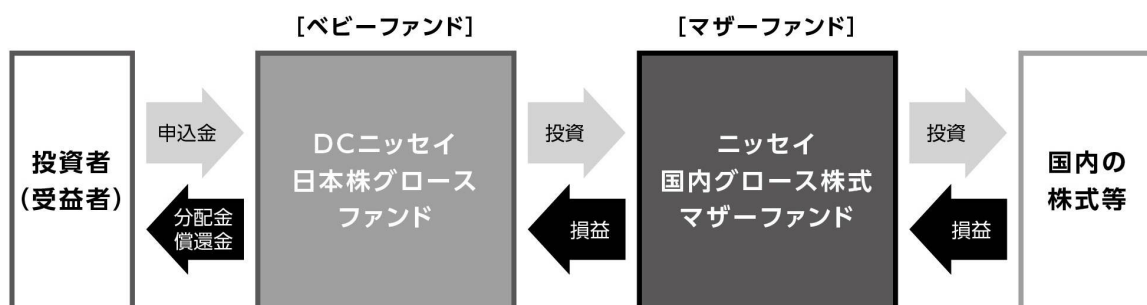 ［ベビーファンド］
［マザーファンド］
投資者
（受益者）
申込金
分配金
償還金
DCニッセイ
日本株グロース
ファンド
投資
損益
ニッセイ
国内グロース株式
マザーファンド
投資
損益
国内の
株式等